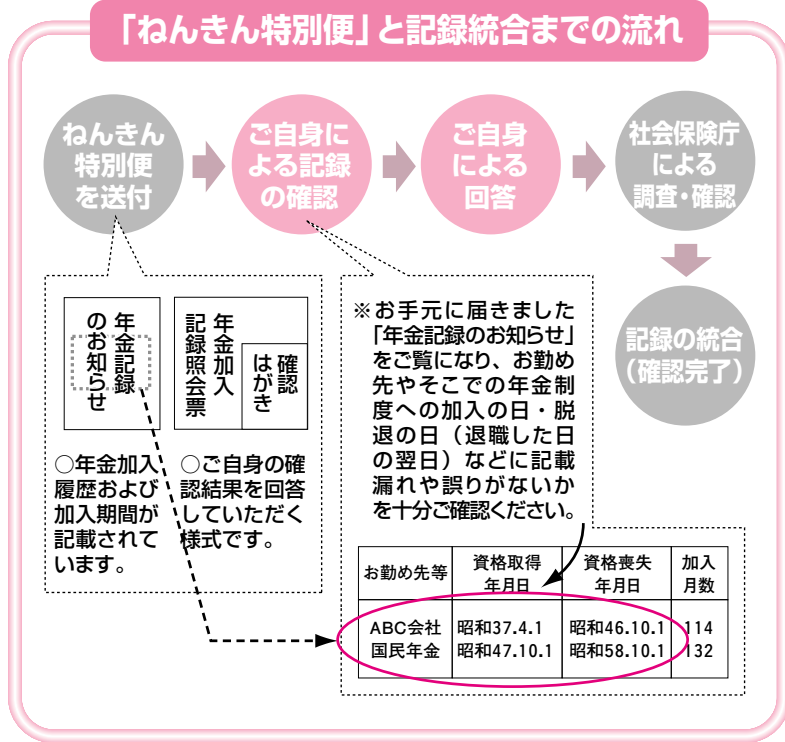 「ねんきん特別便」と記録統合までの流れ
ねんきん
特別便
を送付
ご自身に
よる記録
の確認
ご自身
による
回答
社会保険庁
による
調査・確認
記録の統合
（確認完了）
年金記録
のお知らせ
年金加入
記録照会票
確認
はがき
○年金加入
履歴および
加入期間が
記載されて
います。
○ご自身の確
認結果を回答
していただく
様式です。
※お手元に届きました
「年金記録のお知らせ」
をご覧になり、お勤め
先やそこでの年金制
度への加入の日・脱
退の日（退職した日
の翌日）などに記載
漏れや誤りがないか
を十分ご確認ください。
お勤め先等 資格取得 資格喪失 加入
年月日 年月日 月数
ABC会社 昭和37.4.1 昭和46.10.1 114
国民年金 昭和47.10.1 昭和58.10.1 132